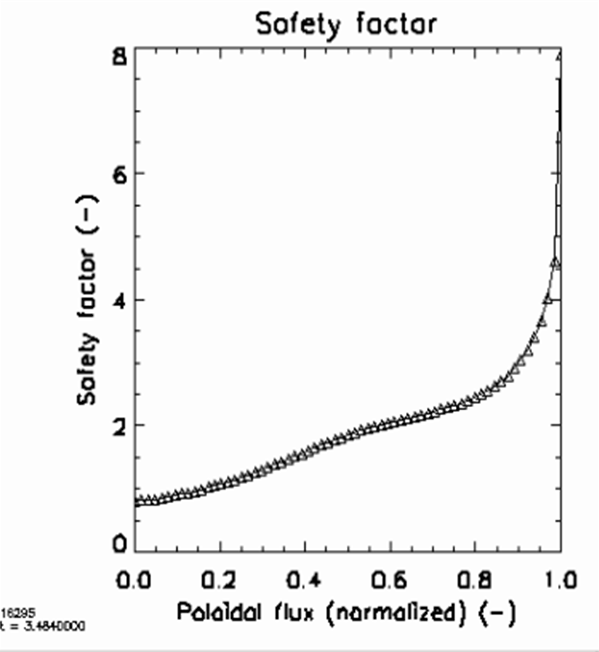 Safety factor
8
6
4
2
0
Safety factor (-)
0.0 0.2 0.4 0.6 0.8 1.0
Poloidal flux (normalized) (-)
16295
t = 3.4840000